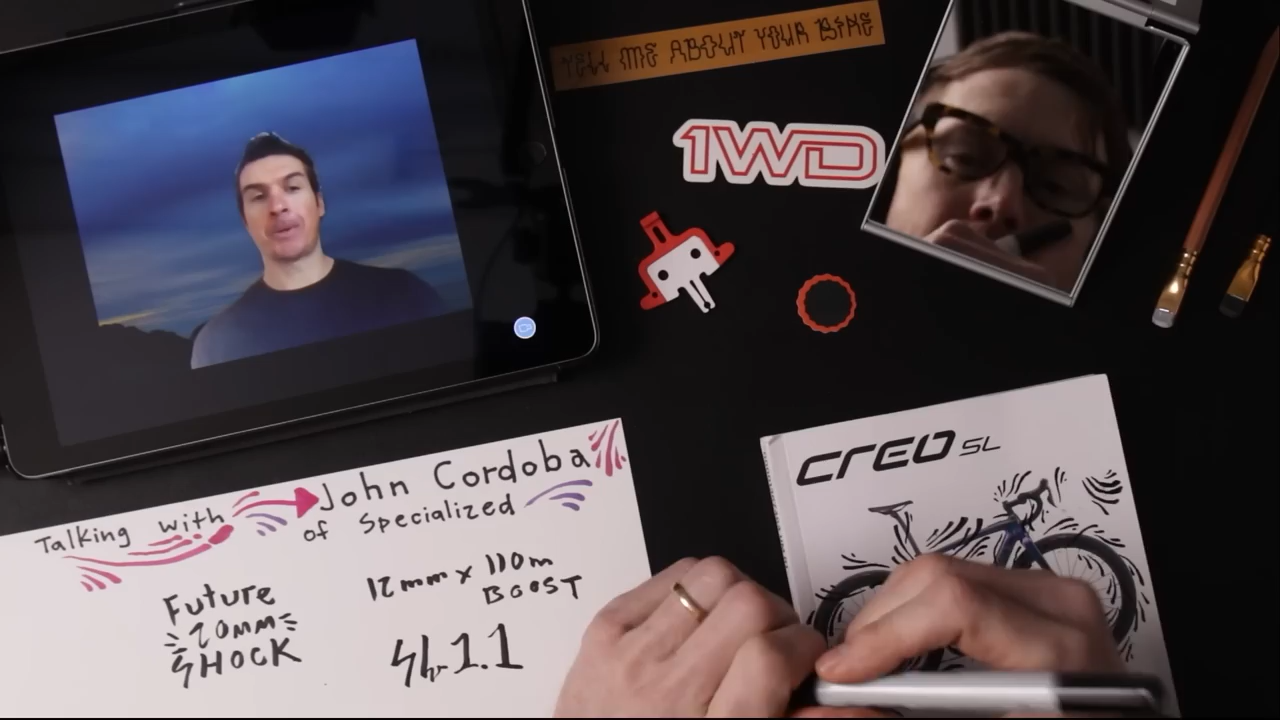 TELL ME ABOUT YOUR BIKE
1WD
CREO SL
Talking with John Cordoba
of Specialized
Future
20mm
SHOCK
12mm x 110m
BOOST
SL 1.1